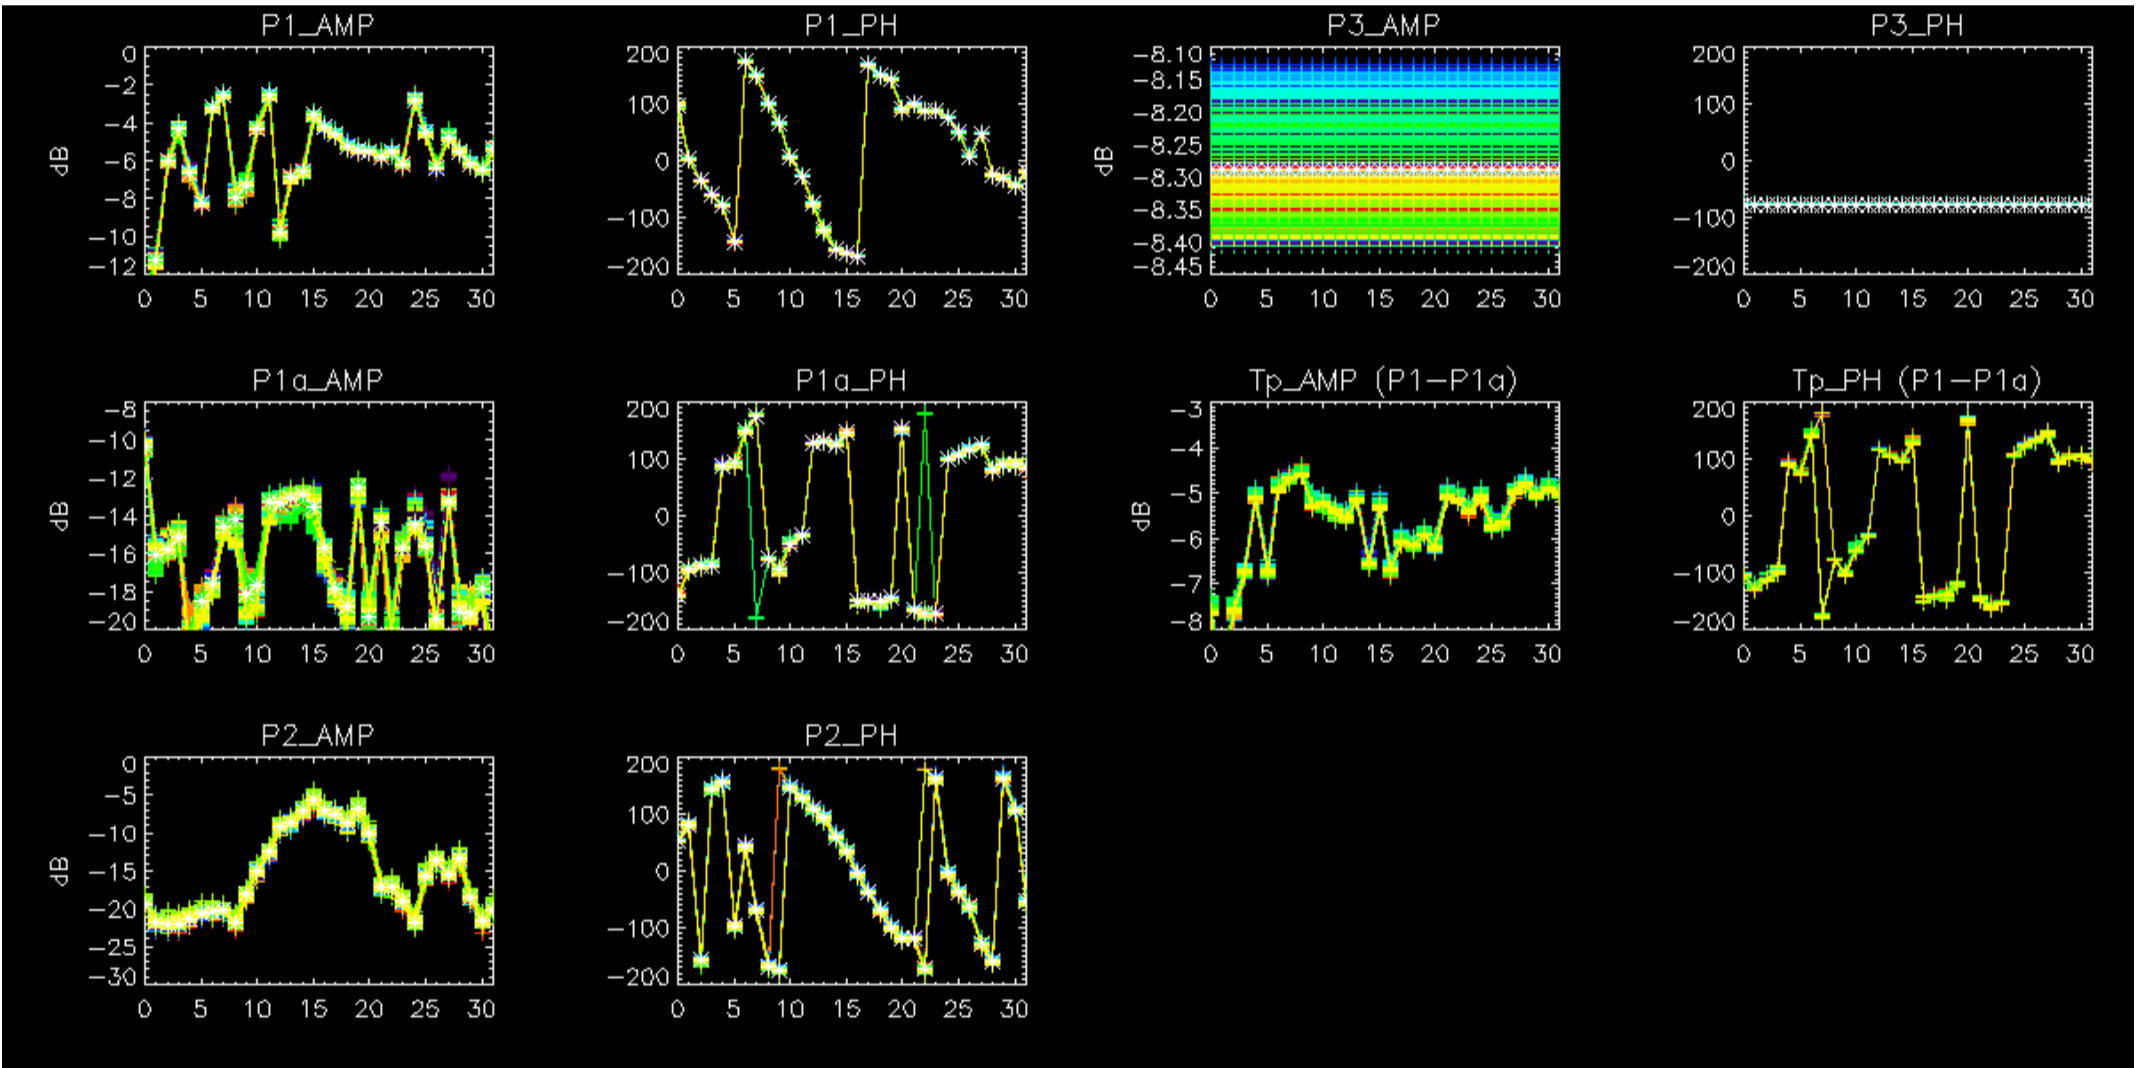 P1_AMP
P1_PH
P3_AMP
P3_PH
0
-2
-4
-6
-8
-10
-12
dB
0 5 10 15 20 25 30
200
100
0
-100
-200
0 5 10 15 20 25 30
-8.10
-8.15
-8.20
-8.25
-8.30
-8.35
-8.40
-8.45
dB
0 5 10 15 20 25 30
200
100
0
-100
-200
0 5 10 15 20 25 30
P1a_AMP
P1a_PH
Tp_AMP (P1-P1a)
Tp_PH (P1-P1a)
-8
-10
-12
-14
-16
-18
-20
dB
0 5 10 15 20 25 30
200
100
0
-100
-200
0 5 10 15 20 25 30
-3
-4
-5
-6
-7
-8
dB
0 5 10 15 20 25 30
200
100
0
-100
-200
0 5 10 15 20 25 30
P2_AMP
P2_PH
0
-5
-10
-15
-20
-25
-30
dB
0 5 10 15 20 25 30
200
100
0
-100
-200
0 5 10 15 20 25 30